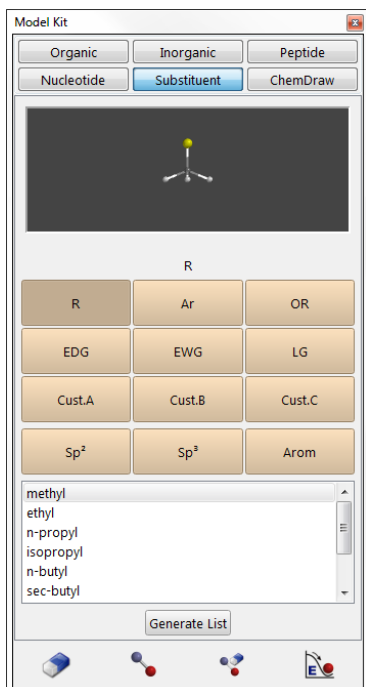 Model Kit
Organic Inorganic Peptide
Nucleotide Substituent ChemDraw
R
R Ar OR
EDG EWG LG
Cust.A Cust.B Cust.C
Sp² Sp³ Arom
methyl
ethyl
n-propyl
isopropyl
n-butyl
sec-butyl
Generate List
E